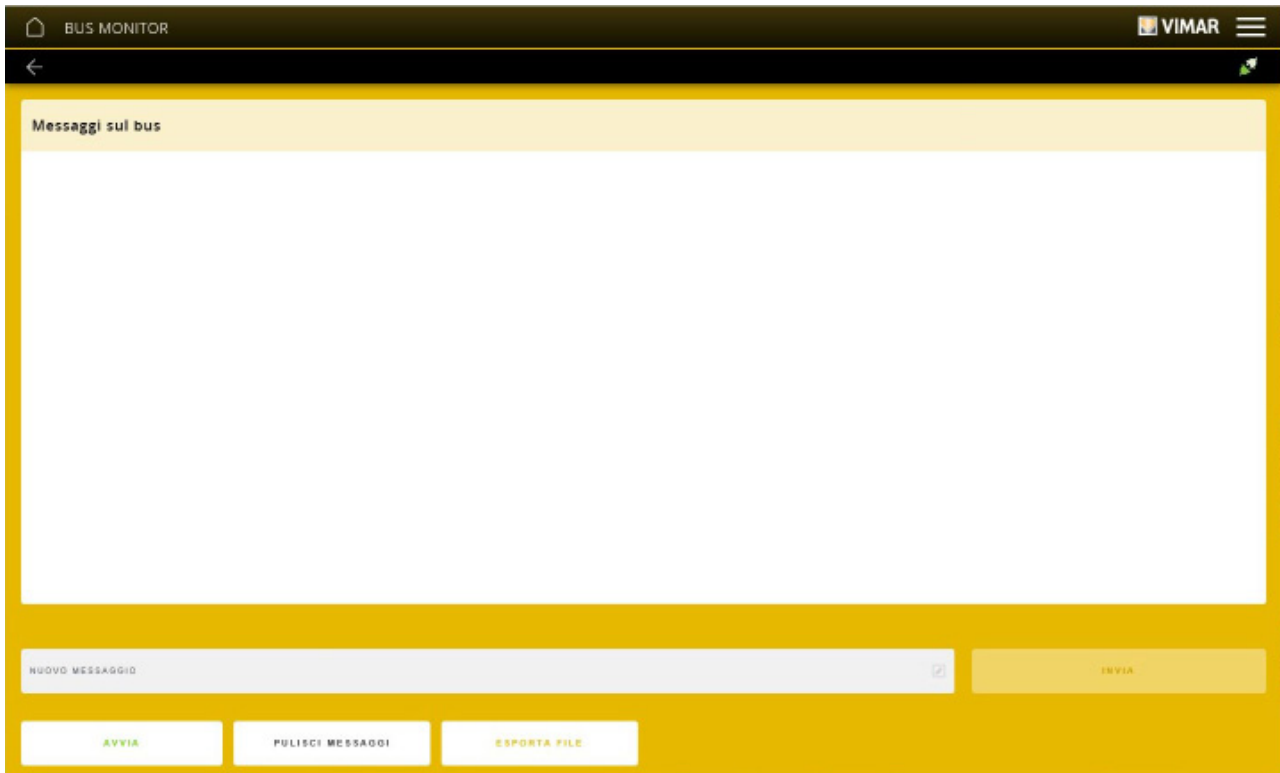 BUS MONITOR
VIMAR
Messaggi sul bus
NUOVO MESSAGGIO
INVIA
AVVIA
PULISCI MESSAGGI
ESPORTA FILE